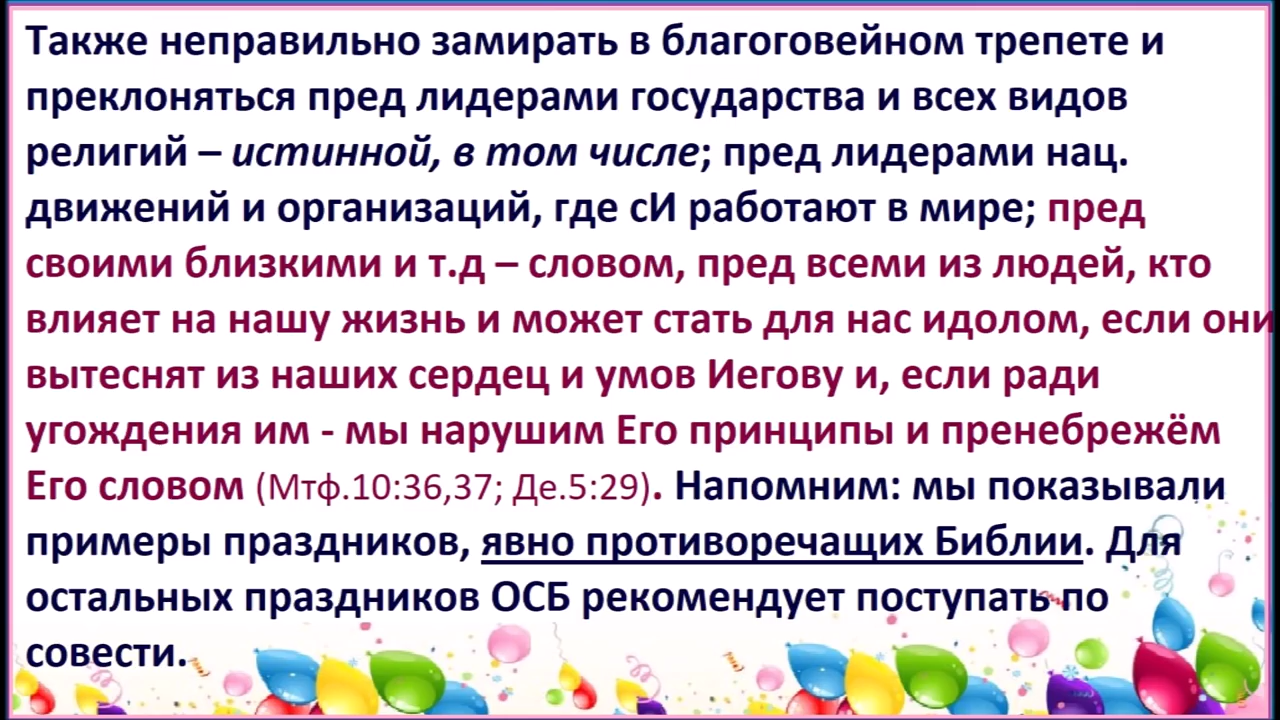 Также неправильно замирать в благоговейном трепете и
преклоняться пред лидерами государства и всех видов
религий – истинной, в том числе; пред лидерами нац.
движений и организаций, где сИ работают в мире; пред
своими близкими и т.д – словом, пред всеми из людей, кто
влияет на нашу жизнь и может стать для нас идолом, если они
вытеснят из наших сердец и умов Иегову и, если ради
угождения им - мы нарушим Его принципы и пренебрежём
Его словом (Мтф.10:36,37; Де.5:29). Напомним: мы показывали
примеры праздников, явно противоречащих Библии. Для
остальных праздников ОСБ рекомендует поступать по
совести.